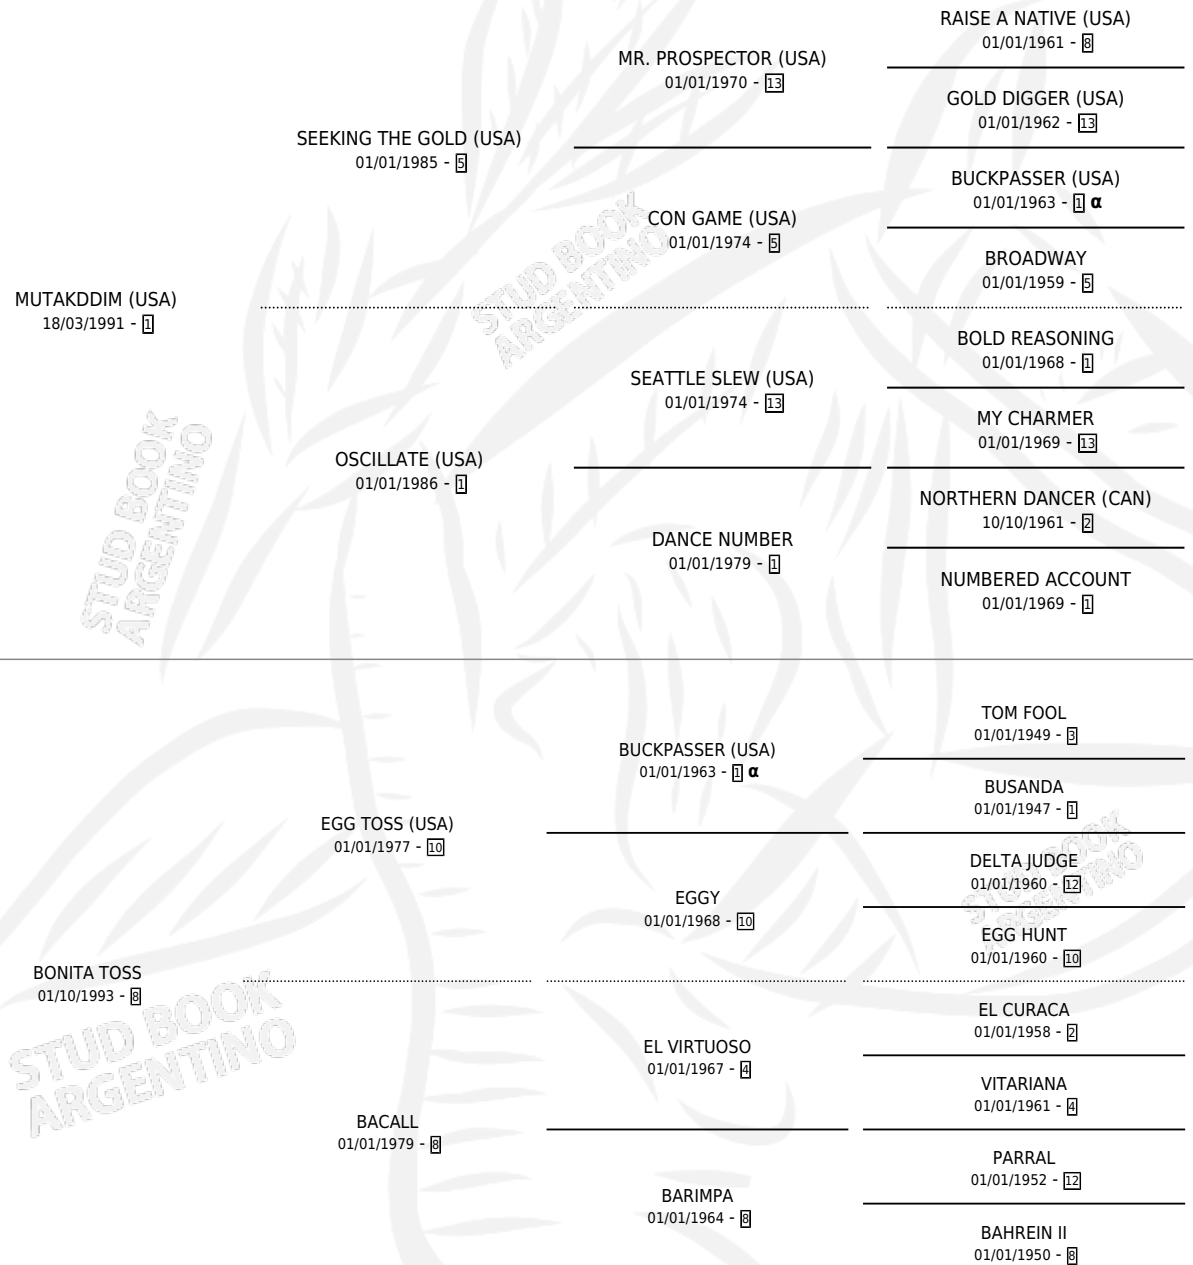 RAISE A NATIVE (USA)
01/01/1961 - 8
MR. PROSPECTOR (USA)
01/01/1970 - 13
GOLD DIGGER (USA)
01/01/1962 - 13
SEEKING THE GOLD (USA)
01/01/1985 - 5
BUCKPASSER (USA)
01/01/1963 - 1 α
CON GAME (USA)
01/01/1974 - 5
BROADWAY
01/01/1959 - 5
MUTAKDDIM (USA)
18/03/1991 - 1
BOLD REASONING
01/01/1968 - 1
SEATTLE SLEW (USA)
01/01/1974 - 13
MY CHARMER
01/01/1969 - 13
OSCILLATE (USA)
01/01/1986 - 1
NORTHERN DANCER (CAN)
10/10/1961 - 2
DANCE NUMBER
01/01/1979 - 1
NUMBERED ACCOUNT
01/01/1969 - 1
TOM FOOL
01/01/1949 - 3
BUCKPASSER (USA)
01/01/1963 - 1 α
BUSANDA
01/01/1947 - 1
EGG TOSS (USA)
01/01/1977 - 10
DELTA JUDGE
01/01/1960 - 12
EGGY
01/01/1968 - 10
EGG HUNT
01/01/1960 - 10
BONITA TOSS
01/10/1993 - 8
EL CURACA
01/01/1958 - 2
EL VIRTUOSO
01/01/1967 - 4
VITARIANA
01/01/1961 - 4
BACALL
01/01/1979 - 8
PARRAL
01/01/1952 - 12
BARIMPA
01/01/1964 - 8
BAHREIN II
01/01/1950 - 8
STUD BOOK
ARGENTINO
STUD BOOK
ARGENTINO
STUD BOOK
ARGENTINO
STUD BOOK
ARGENTINO